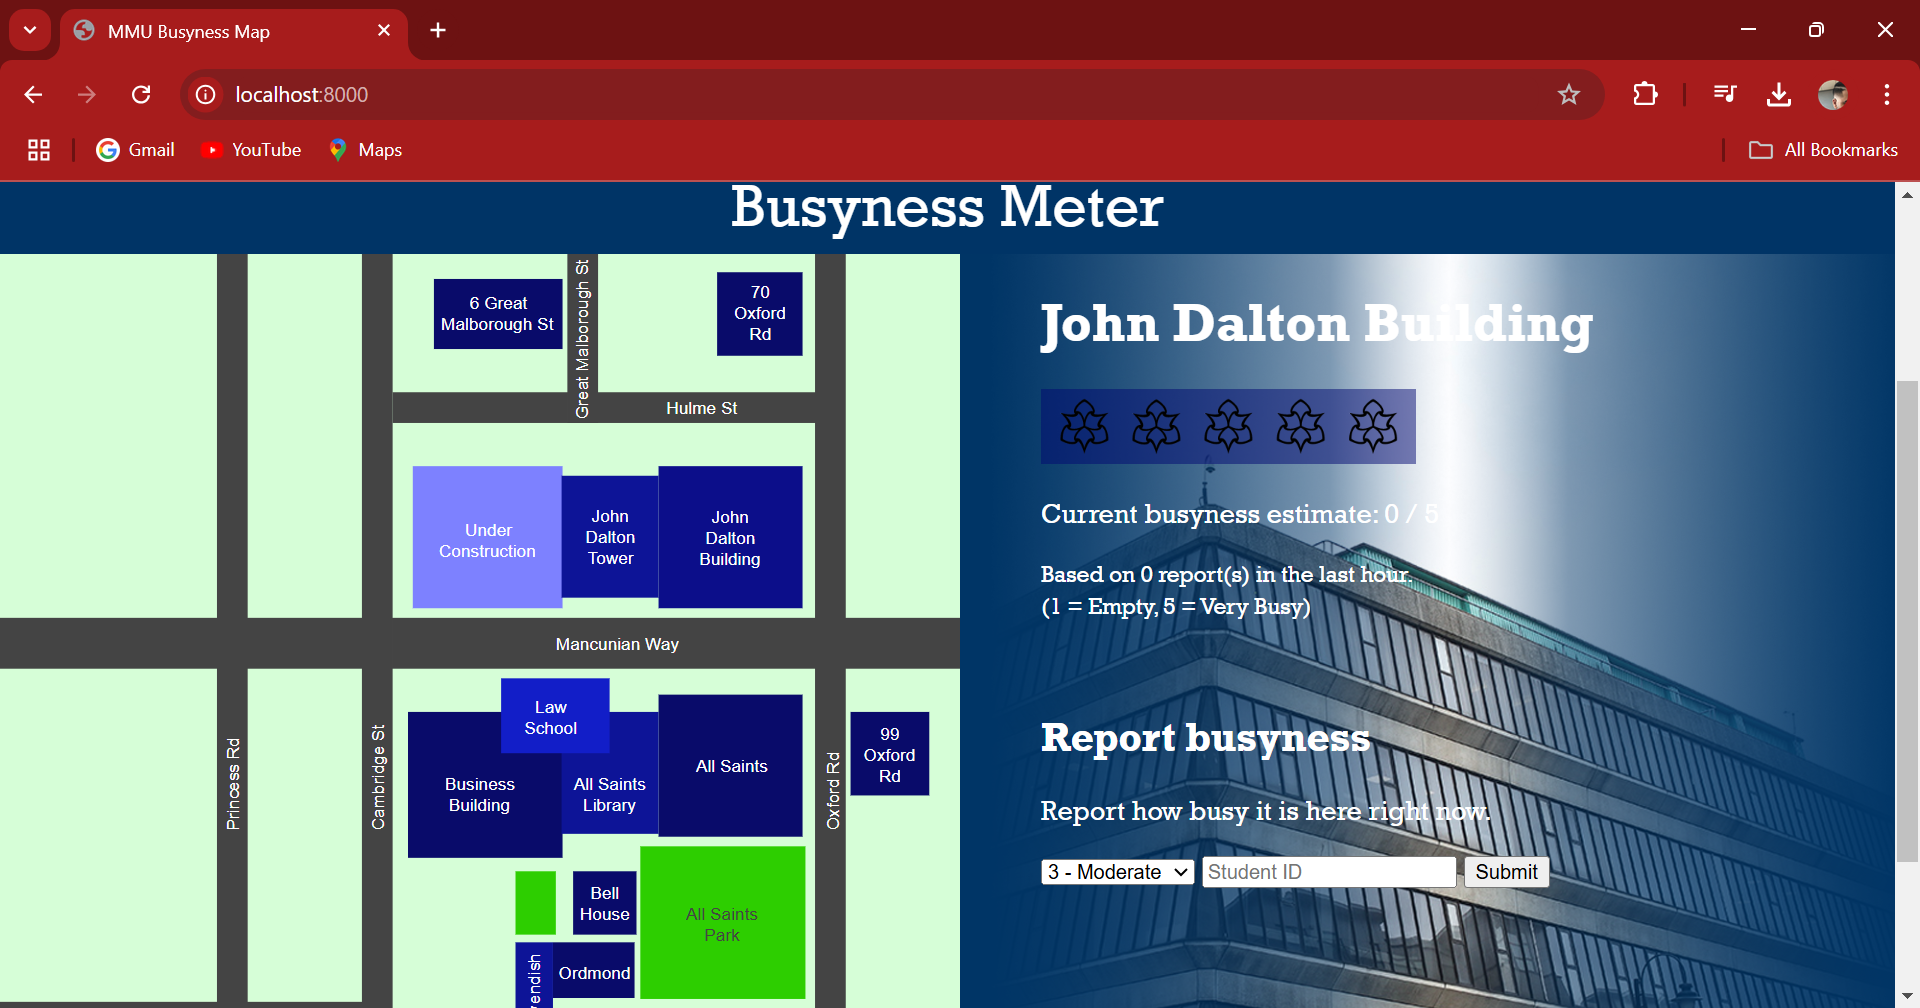 MMU Busyness Map
localhost:8000
Gmail
YouTube
Maps
All Bookmarks
Busyness Meter
6 Great
Malborough St
Great Malborough St
70
Oxford
Rd
Hulme St
Under
Construction
John
Dalton
Tower
John
Dalton
Building
Mancunian Way
Princess Rd
Cambridge St
Law
School
Business
Building
All Saints
Library
All Saints
Oxford Rd
99
Oxford
Rd
Bell
House
All Saints
Park
endish
Ordmond
John Dalton Building
Current busyness estimate: 0 / 5
Based on 0 report(s) in the last hour.
(1 = Empty, 5 = Very Busy)
Report busyness
Report how busy it is here right now.
3 - Moderate
Student ID
Submit